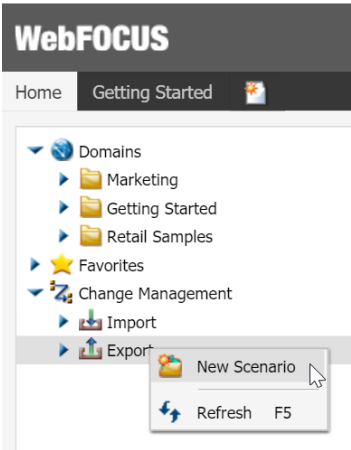 WebFOCUS
Home Getting Started
Domains
Marketing
Getting Started
Retail Samples
Favorites
Change Management
Import
Export
New Scenario
Refresh F5